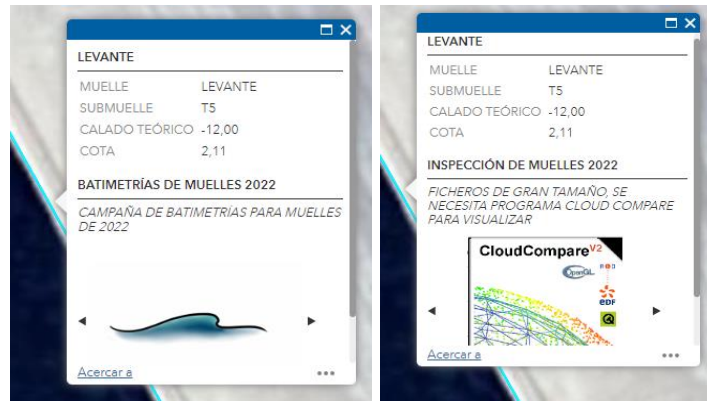 LEVANTE
MUELLE LEVANTE
SUBMUELLE T5
CALADO TEÓRICO -12,00
COTA 2,11
BATIMETRÍAS DE MUELLES 2022
CAMPAÑA DE BATIMETRÍAS PARA MUELLES
DE 2022
Acercar a
LEVANTE
MUELLE LEVANTE
SUBMUELLE T5
CALADO TEÓRICO -12,00
COTA 2,11
INSPECCIÓN DE MUELLES 2022
FICHEROS DE GRAN TAMAÑO, SE
NECESITA PROGRAMA CLOUD COMPARE
PARA VISUALIZAR
CloudCompareV2
OpenGL
eDF
Acercar a